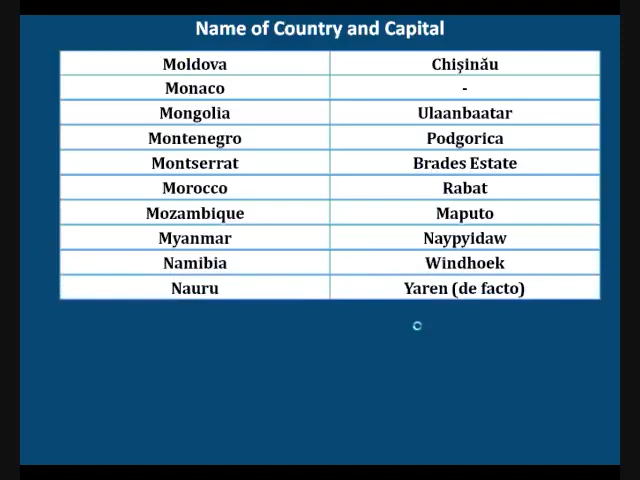 Name of Country and Capital
Moldova Chişinău
Monaco -
Mongolia Ulaanbaatar
Montenegro Podgorica
Montserrat Brades Estate
Morocco Rabat
Mozambique Maputo
Myanmar Naypyidaw
Namibia Windhoek
Nauru Yaren (de facto)